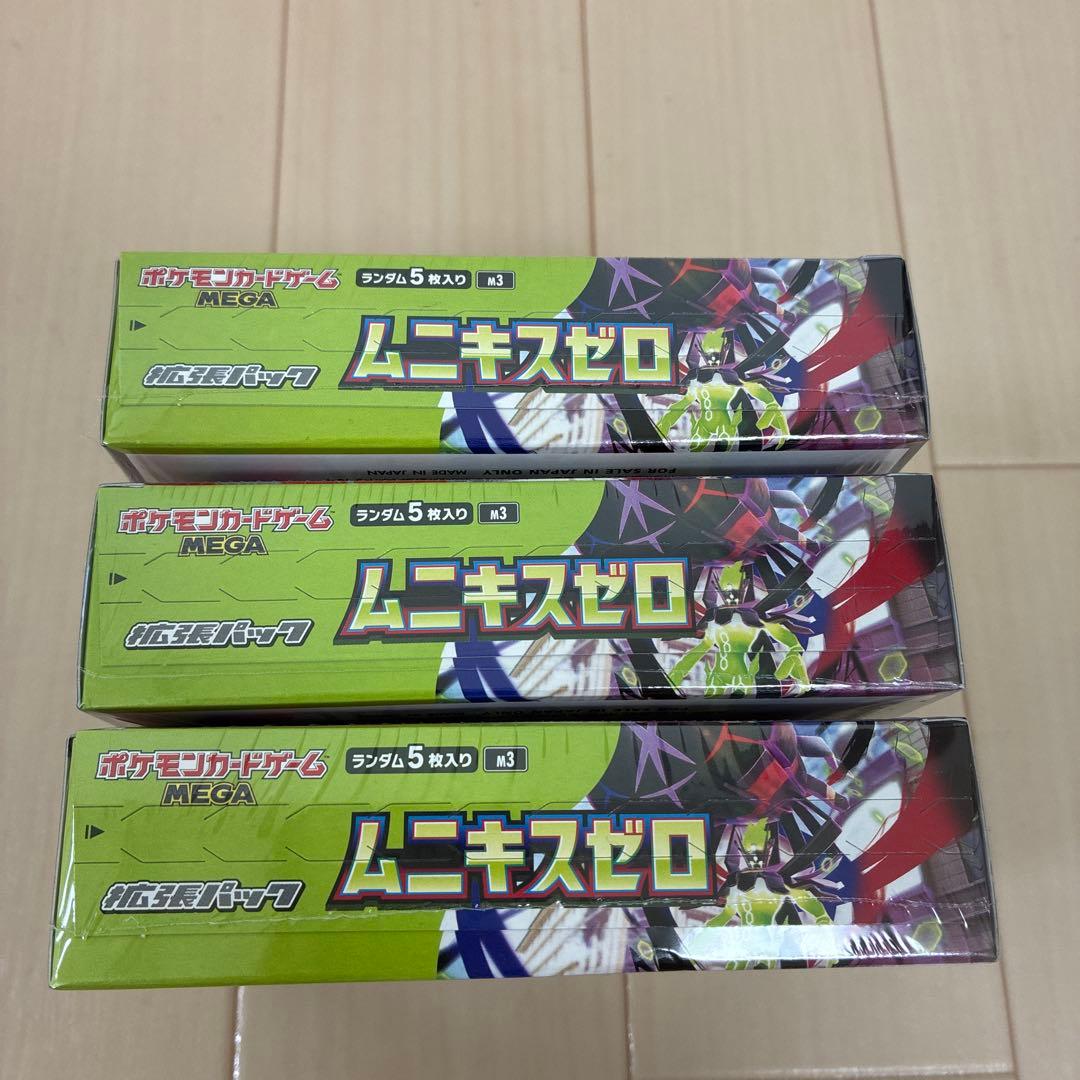 ポケモンカードゲーム
MEGA
ランダム5枚入り M3
ムニキスゼロ
拡張パック
FOR SALE IN JAPAN ONLY MADE IN JAPAN
ポケモンカードゲーム
MEGA
ランダム5枚入り M3
ムニキスゼロ
拡張パック
ポケモンカードゲーム
MEGA
ランダム5枚入り M3
ムニキスゼロ
拡張パック